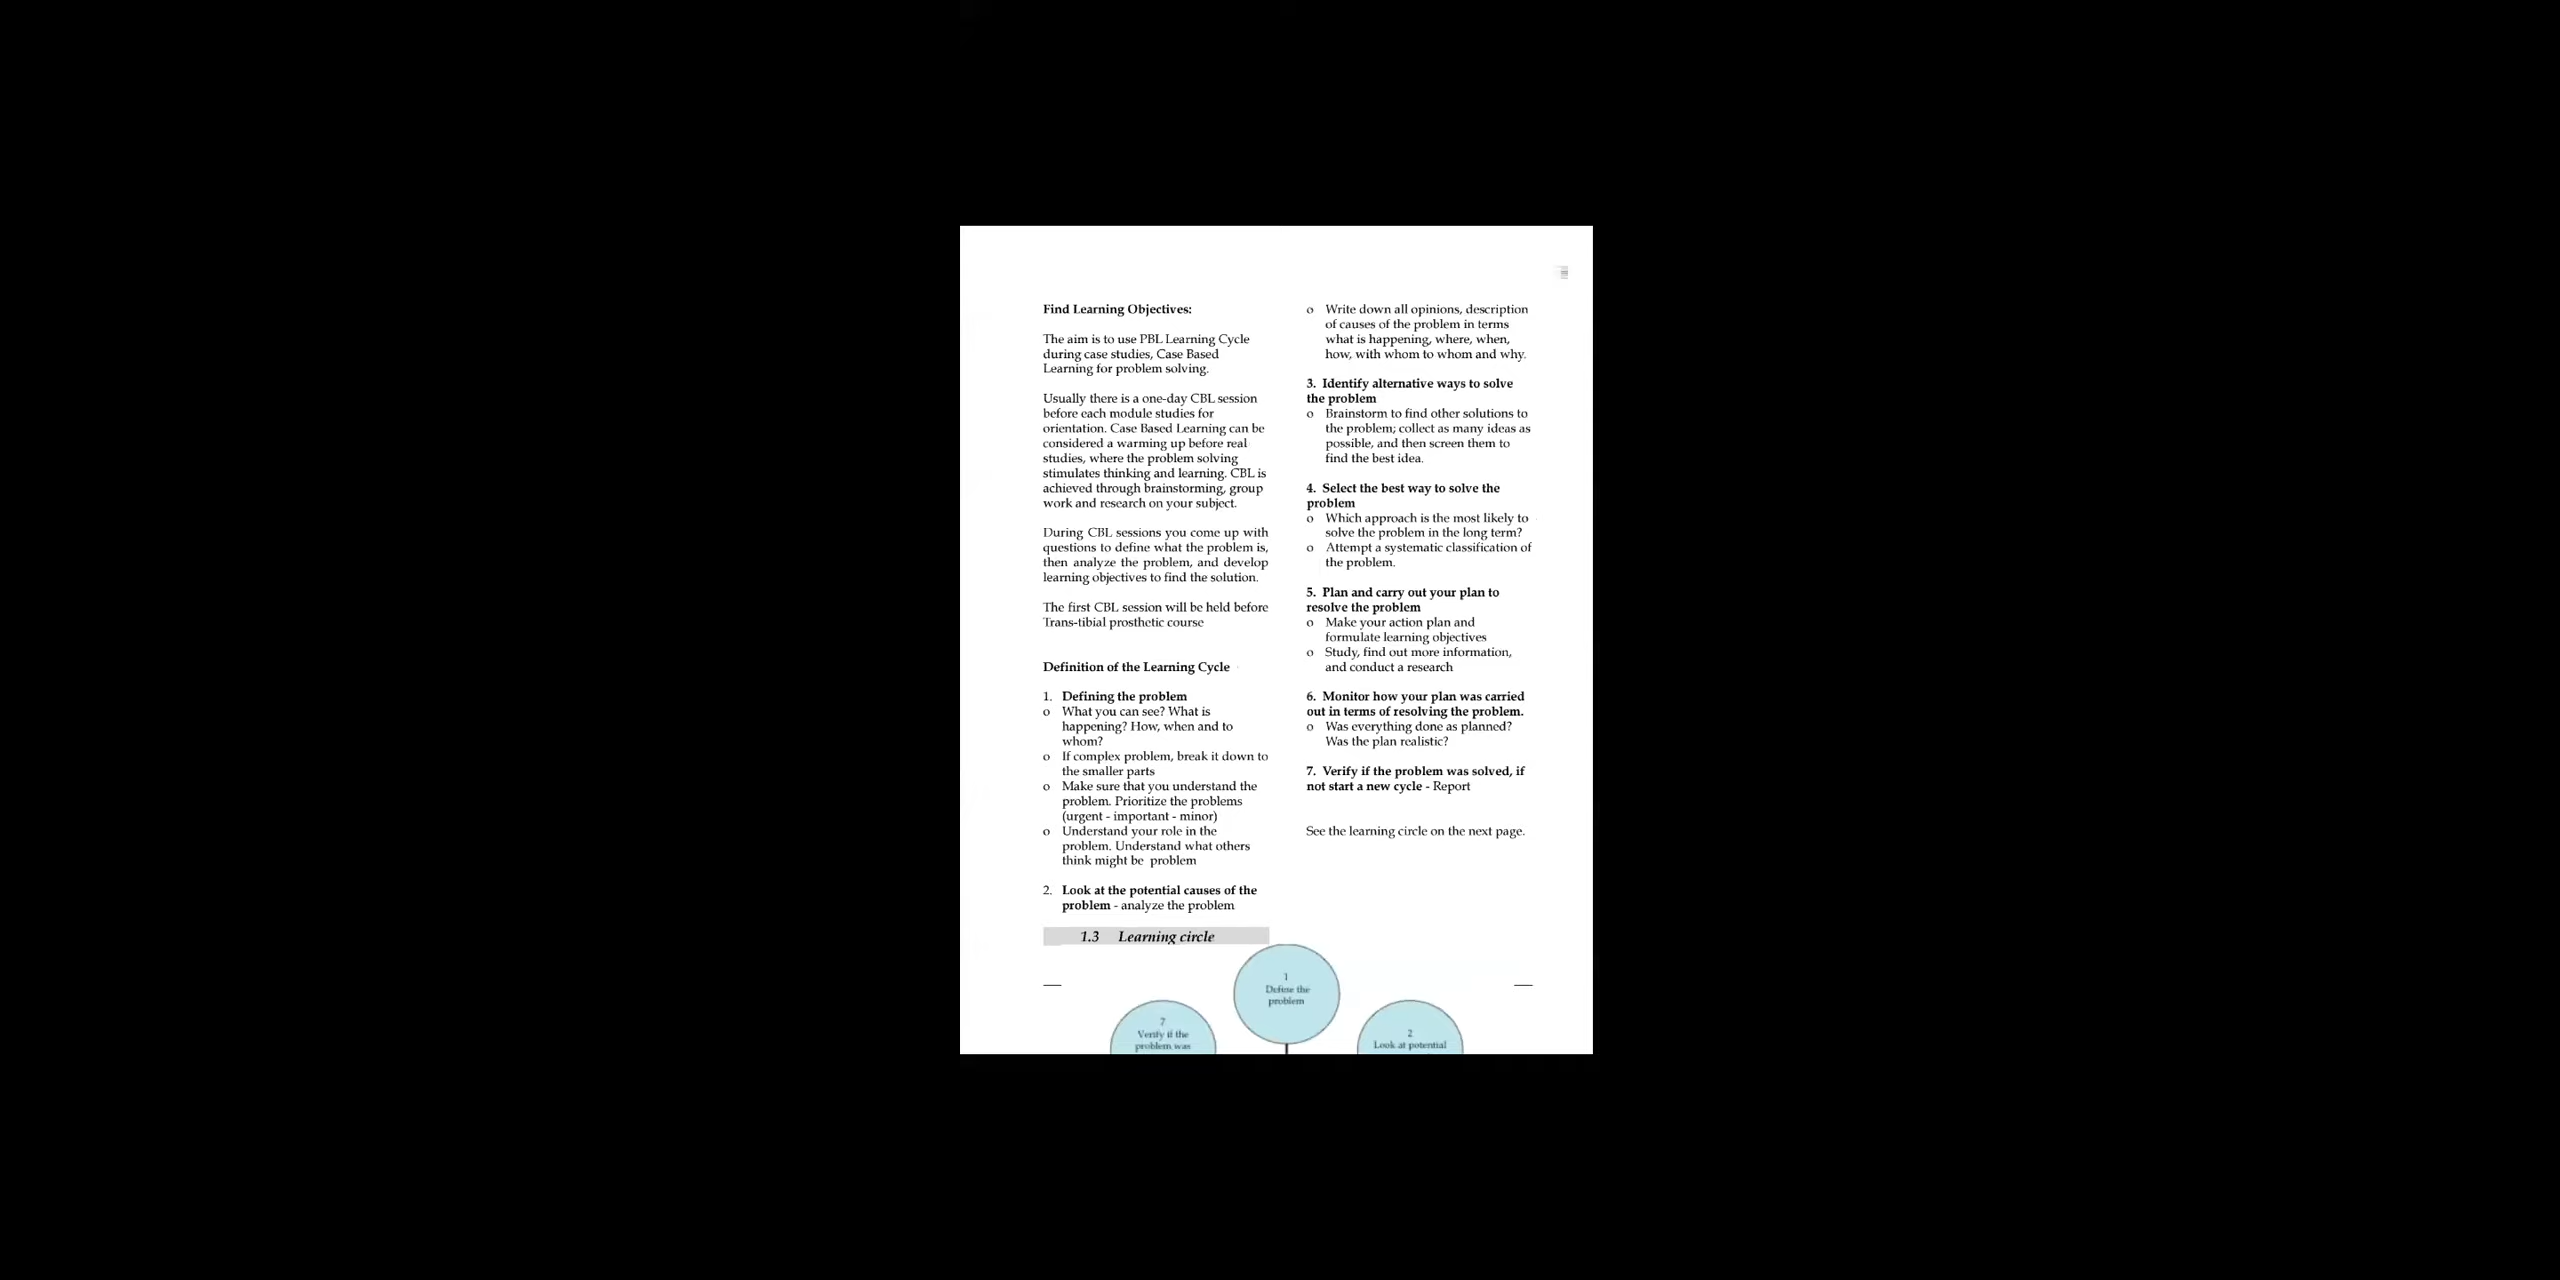 Find Learning Objectives:
The aim is to use PBL Learning Cycle
during case studies, Case Based
Learning for problem solving.
Usually there is a one-day CBL session
before each module studies for
orientation. Case Based Learning can be
considered a warming up before real
studies, where the problem solving
stimulates thinking and learning. CBL is
achieved through brainstorming, group
work and research on your subject.
During CBL sessions you come up with
questions to define what the problem is,
then analyze the problem, and develop
learning objectives to find the solution.
The first CBL session will be held before
Trans-tibial prosthetic course
Definition of the Learning Cycle
1. Defining the problem
o What you can see? What is
happening? How, when and to
whom?
o If complex problem, break it down to
the smaller parts
o Make sure that you understand the
problem. Prioritize the problems
(urgent - important - minor)
o Understand your role in the
problem. Understand what others
think might be problem
2. Look at the potential causes of the
problem - analyze the problem
o Write down all opinions, description
of causes of the problem in terms
what is happening, where, when,
how, with whom to whom and why.
3. Identify alternative ways to solve
the problem
o Brainstorm to find other solutions to
the problem; collect as many ideas as
possible, and then screen them to
find the best idea.
4. Select the best way to solve the
problem
o Which approach is the most likely to
solve the problem in the long term?
o Attempt a systematic classification of
the problem.
5. Plan and carry out your plan to
resolve the problem
o Make your action plan and
formulate learning objectives
o Study, find out more information,
and conduct a research
6. Monitor how your plan was carried
out in terms of resolving the problem.
o Was everything done as planned?
Was the plan realistic?
7. Verify if the problem was solved, if
not start a new cycle - Report
See the learning circle on the next page.
1.3 Learning circle
1
Define the
problem
7
Verify if the
problem was
2
Look at potential